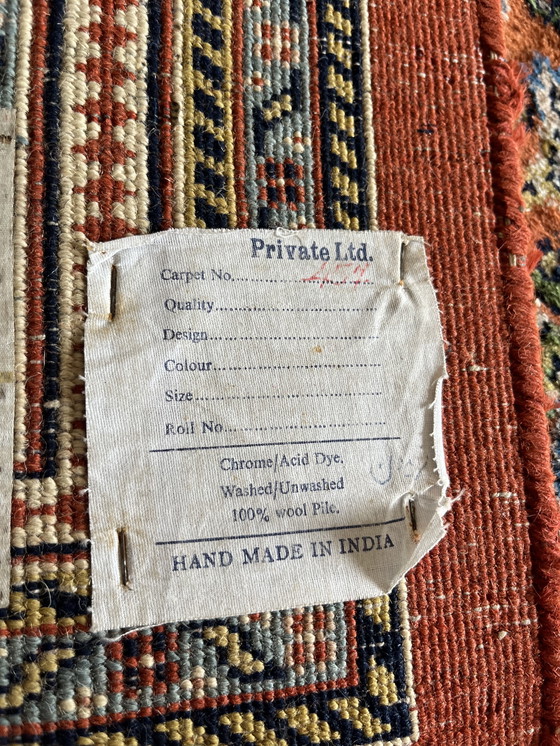 Private Ltd.
Carpet No.....................
Quality..............................
Design..............................
Colour..............................
Size..................................
Roll No............................
Chrome/Acid Dye.
Washed/Unwashed
100% wool Pile.
HAND MADE IN INDIA